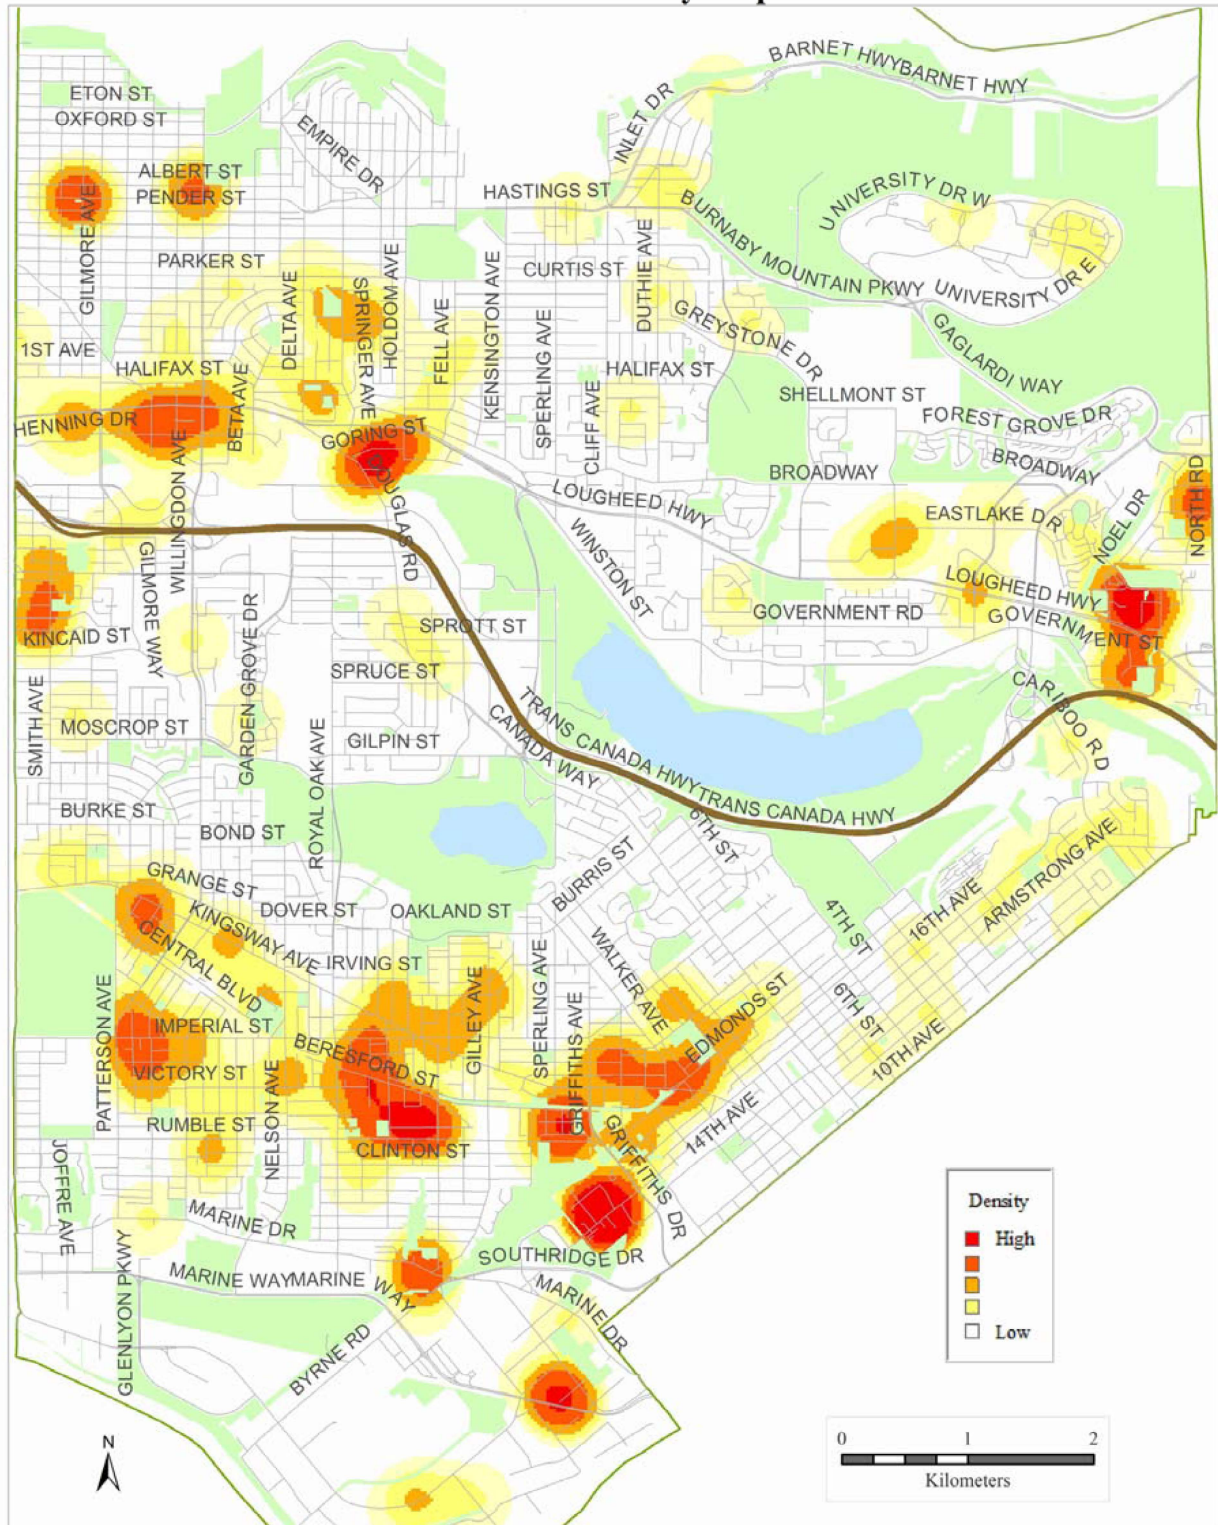 BARNET HWY
BARNET HWY
ETON ST
OXFORD ST
EMPIRE DR
INLET DR
ALBERT ST
PENDER ST
GILMORE AVE
HASTINGS ST
UNIVERSITY DR W
BURNABY MOUNTAIN PKWY
UNIVERSITY DR E
PARKER ST
DELTA AVE
SPRINGER AVE
HOLDOM AVE
FELL AVE
KENSINGTON AVE
CURTIS ST
DUTHIE AVE
SPERLING AVE
GREYSTONE DR
GAGLARDI WAY
1ST AVE
HALIFAX ST
HALIFAX ST
CLIFF AVE
SHELLMONT ST
FOREST GROVE DR
HENNING DR
BETA AVE
GORING ST
BROADWAY
BROADWAY
WILLINGDON AVE
DOUGLAS RD
LOUGHEED HWY
WINSTON ST
EASTLAKE DR
NOEL DR
NORTH RD
GILMORE WAY
GARDEN GROVE DR
LOUGHEED HWY
GOVERNMENT RD
GOVERNMENT ST
KINCAID ST
SPROTT ST
SPRUCE ST
SMITH AVE
MOSCROP ST
ROYAL OAK AVE
GILPIN ST
TRANS CANADA HWY
TRANS CANADA HWY
CANADA WAY
CARIBOO RD
BURKE ST
BOND ST
6TH ST
BURRIS ST
GRANGE ST
KINGSWAY AVE
DOVER ST
OAKLAND ST
CENTRAL BLVD
IRVING ST
WALKER AVE
4TH ST
16TH AVE
ARMSTRONG AVE
PATTERSON AVE
IMPERIAL ST
GILLEY AVE
SPERLING AVE
GRIFFITHS AVE
EDMONDS ST
6TH ST
10TH AVE
VICTORY ST
BERESFORD ST
NELSON AVE
RUMBLE ST
CLINTON ST
GRIFFITHS DR
14TH AVE
JOFFRE AVE
MARINE DR
GLENLYON PKWY
MARINE WAY
MARINE WAY
SOUTHRIDGE DR
MARINE DR
BYRNE RD
Density
High
Low
N
0 1 2
Kilometers